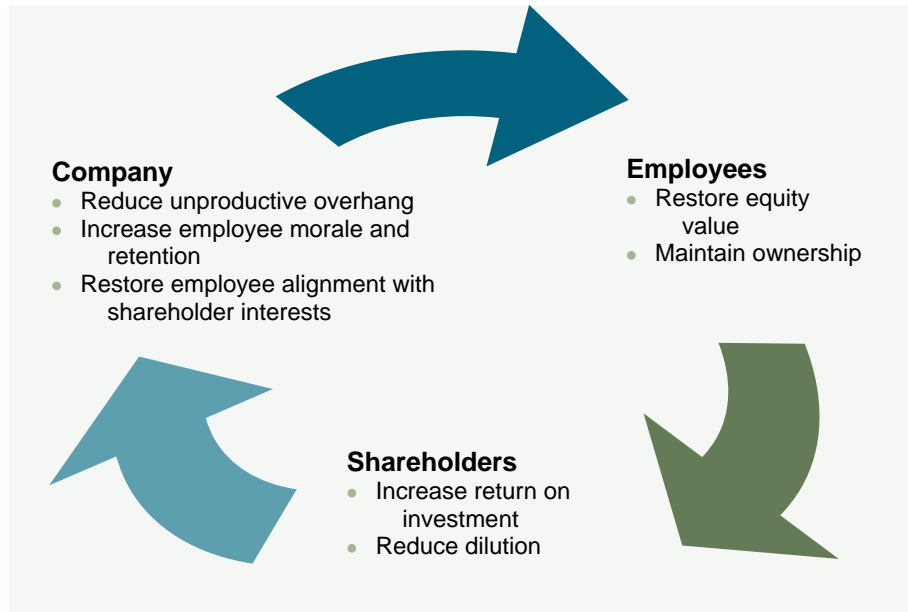 Company
• Reduce unproductive overhang
• Increase employee morale and
retention
• Restore employee alignment with
shareholder interests
Employees
• Restore equity
value
• Maintain ownership
Shareholders
• Increase return on
investment
• Reduce dilution